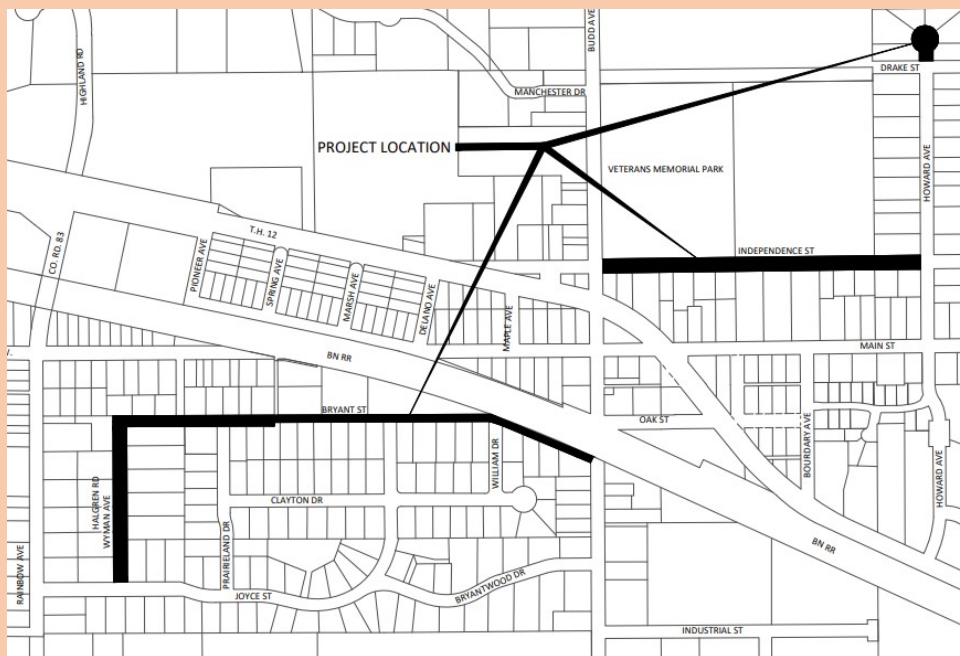 HIGHLAND RD
BUDD AVE
DRAKE ST
MANCHESTER DR
PROJECT LOCATION
VETERANS MEMORIAL PARK
HOWARD AVE
T.H. 12
CO. RD. 83
PIONEER AVE
SPRING AVE
MARSH AVE
DELANO AVE
MAPLE AVE
INDEPENDENCE ST
MAIN ST
BN RR
BRYANT ST
OAK ST
BOURDARY AVE
WILLIAM DR
HALGREN RD
WYMAN AVE
CLAYTON DR
PRAIRIELAND DR
HOWARD AVE
BN RR
RAINBOW AVE
JOYCE ST
BRYANTWOOD DR
INDUSTRIAL ST